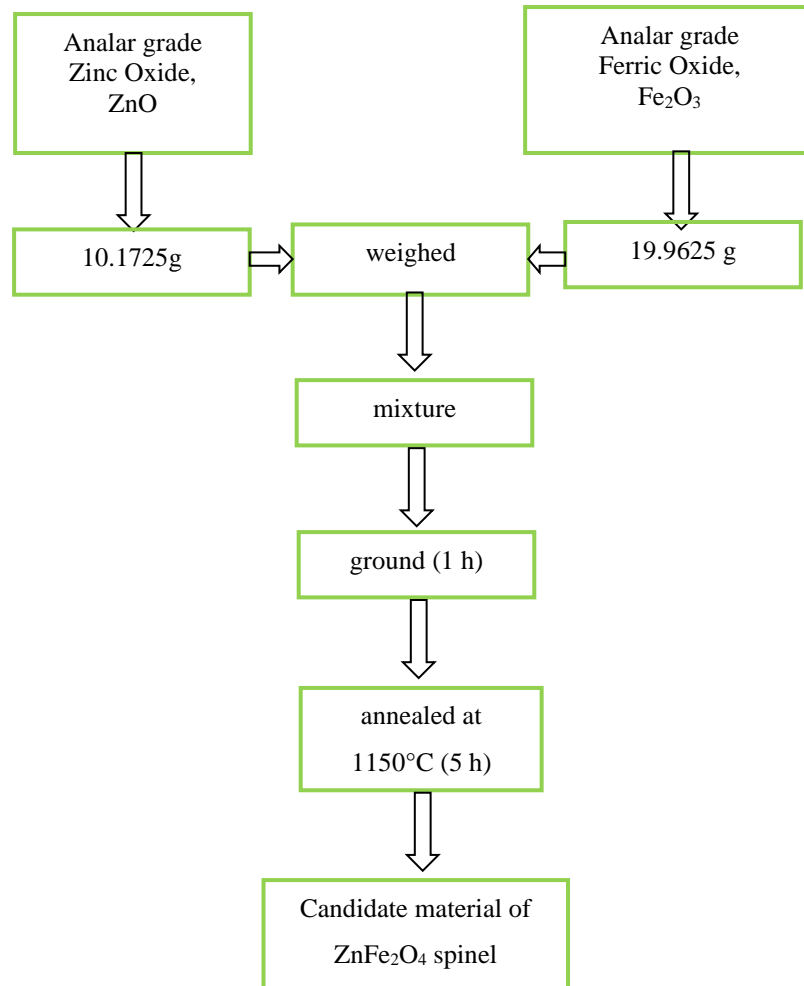 Analar grade
Zinc Oxide,
ZnO
Analar grade
Ferric Oxide,
Fe₂O₃
10.1725g
weighed
19.9625 g
mixture
ground (1 h)
annealed at
1150°C (5 h)
Candidate material of
ZnFe₂O₄ spinel